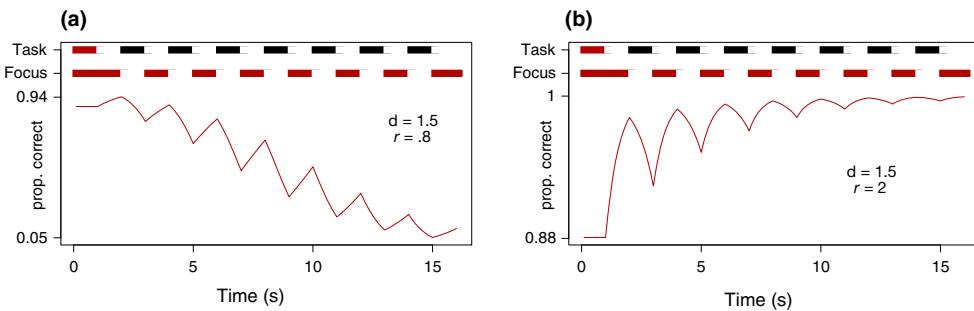 (a)
Task
Focus
0.94
prop. correct
0.05
d = 1.5
r = .8
0 5 10 15
Time (s)
(b)
Task
Focus
1
prop. correct
0.88
d = 1.5
r = 2
0 5 10 15
Time (s)